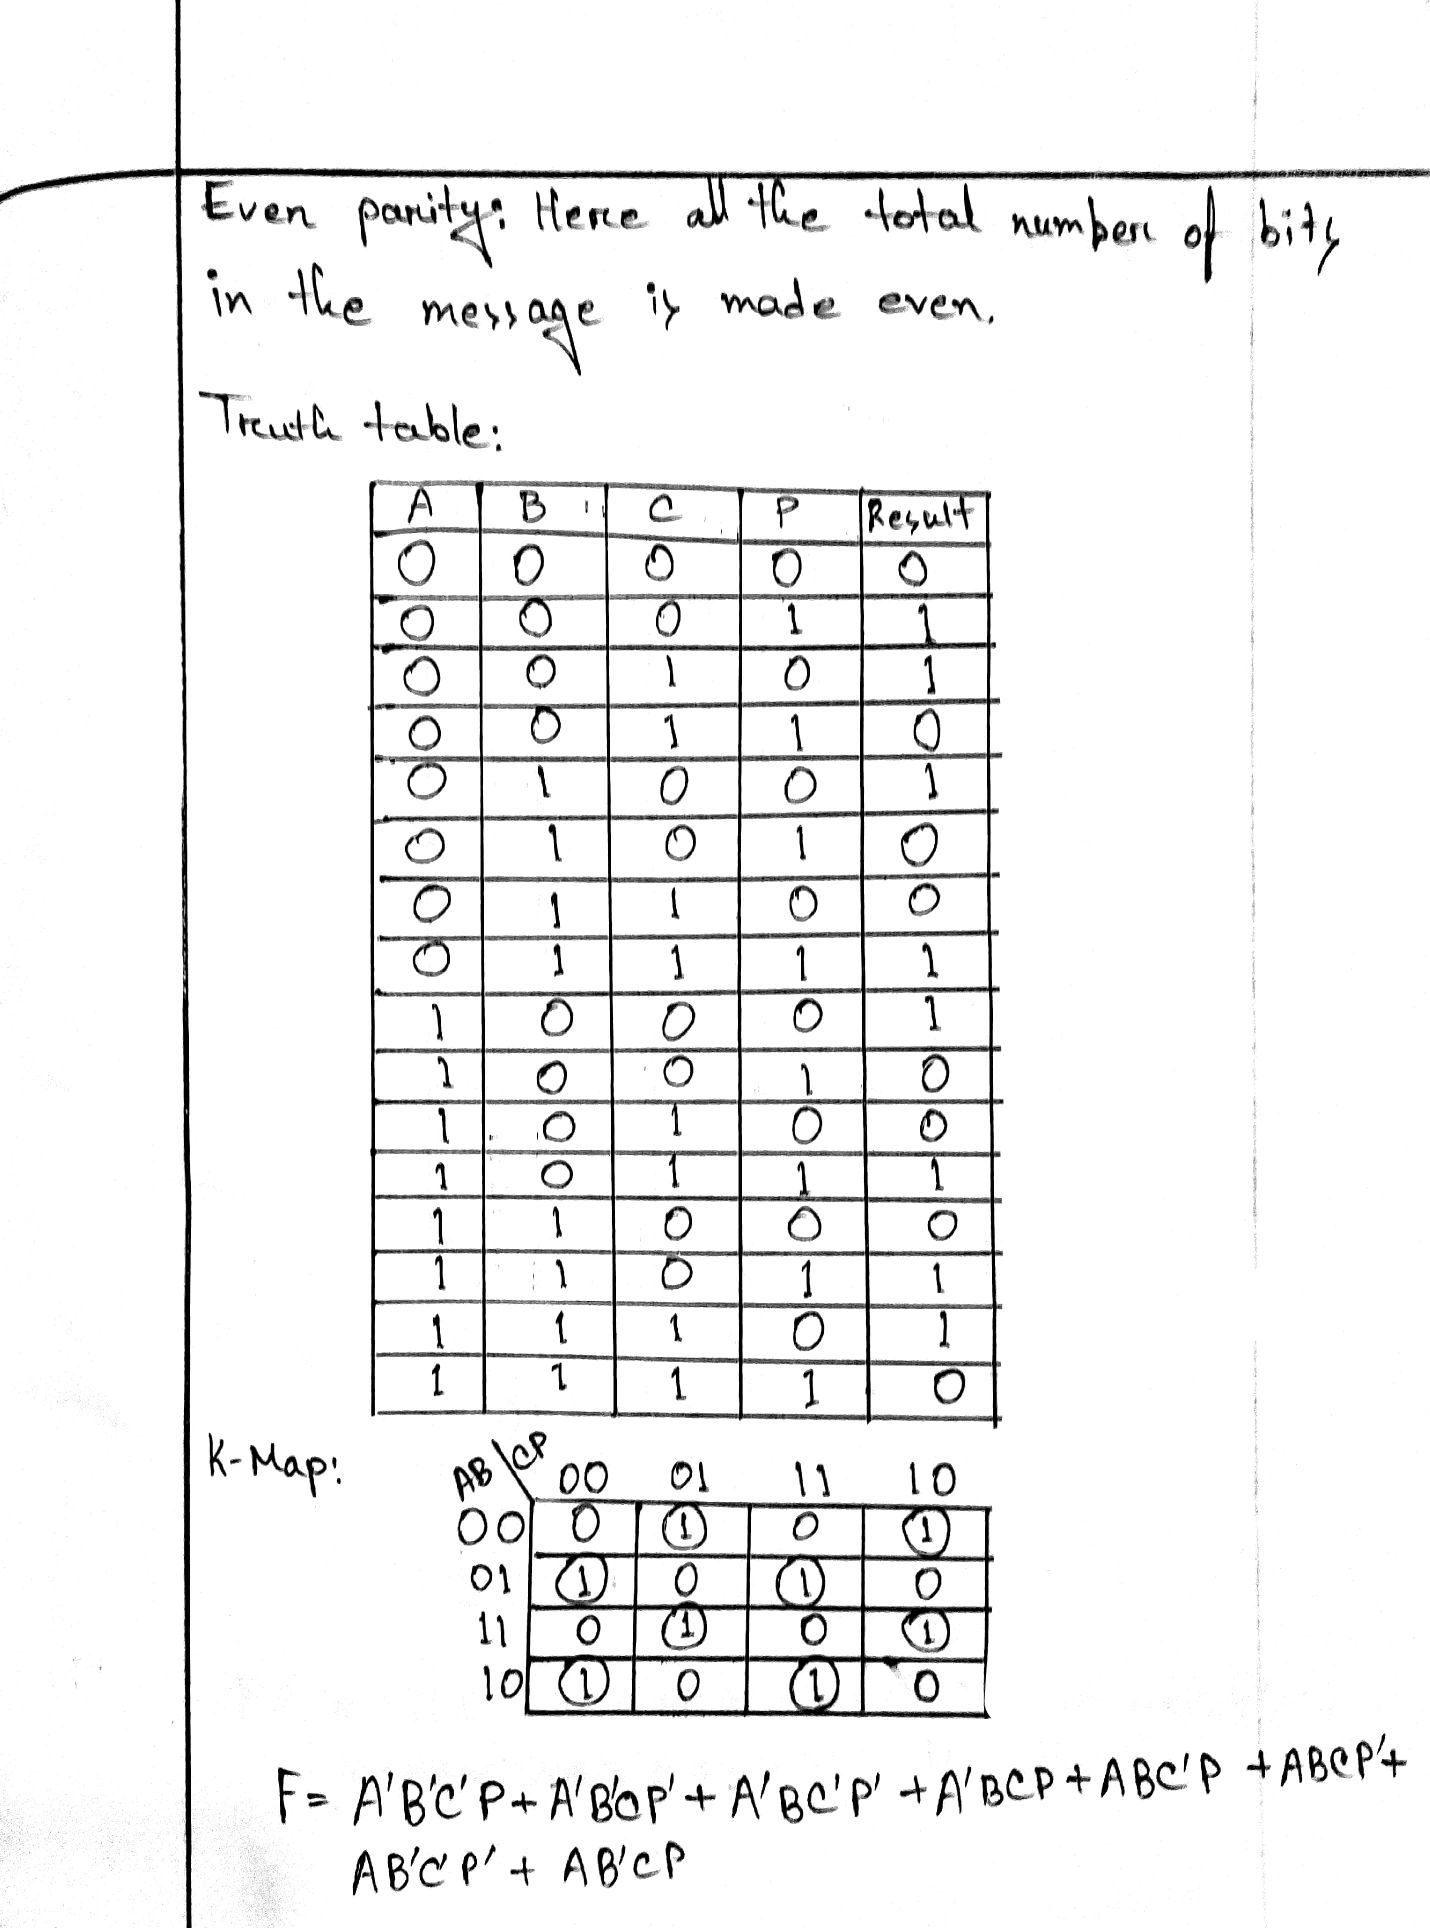 Even parity: Here all the total number of bits
in the message is made even.
Truth table:
A B C P Result
0 0 0 0 0
0 0 0 1 1
0 0 1 0 1
0 0 1 1 0
0 1 0 0 1
0 1 0 1 0
0 1 1 0 0
0 1 1 1 1
1 0 0 0 1
1 0 0 1 0
1 0 1 0 0
1 0 1 1 1
1 1 0 0 0
1 1 0 1 1
1 1 1 0 1
1 1 1 1 0
K-Map: AB\CP 00 01 11 10
00 0 1 0 1
01 1 0 1 0
11 0 1 0 1
10 1 0 1 0
F= A'B'C'P+A'B'CP'+A'BC'P'+A'BCP+ABC'P+ABCP'+
AB'C'P'+AB'CP